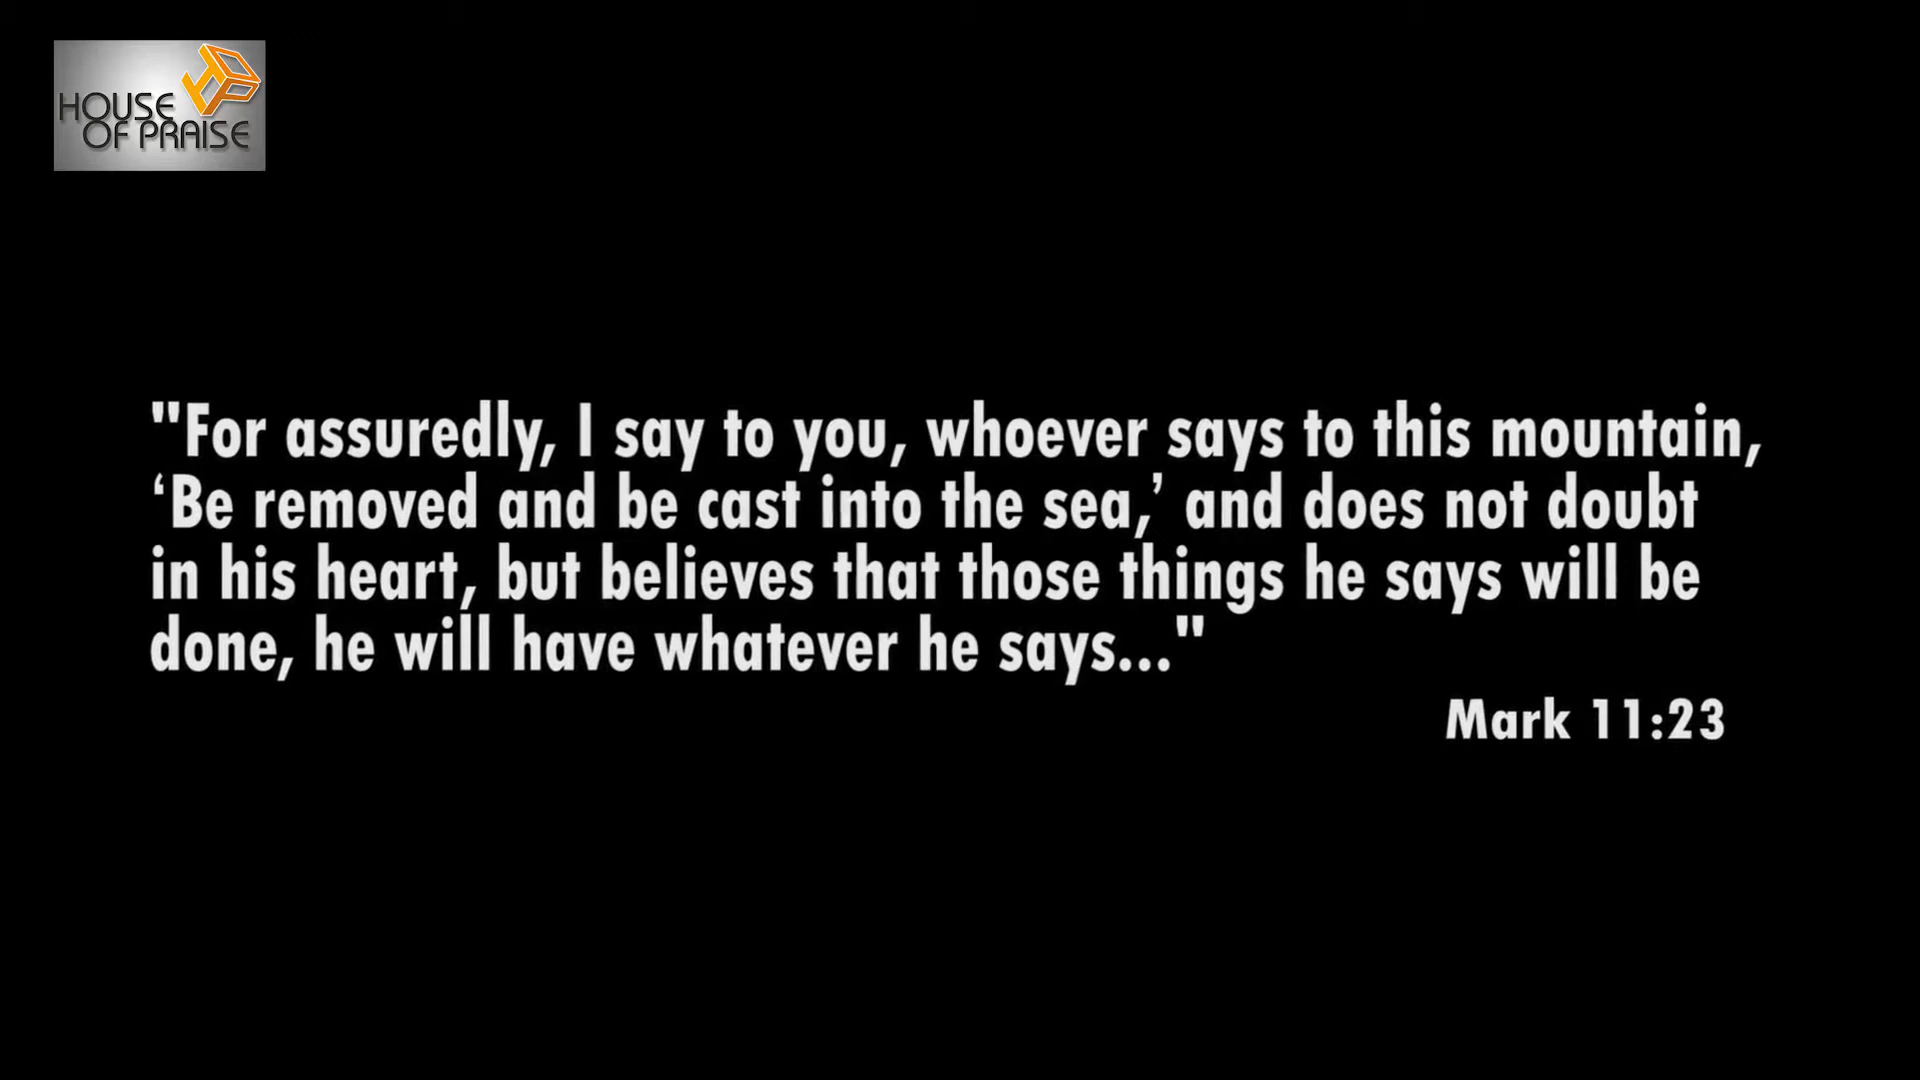 HOUSE
OF PRAISE
"For assuredly, I say to you, whoever says to this mountain,
‘Be removed and be cast into the sea,’ and does not doubt
in his heart, but believes that those things he says will be
done, he will have whatever he says..."
Mark 11:23